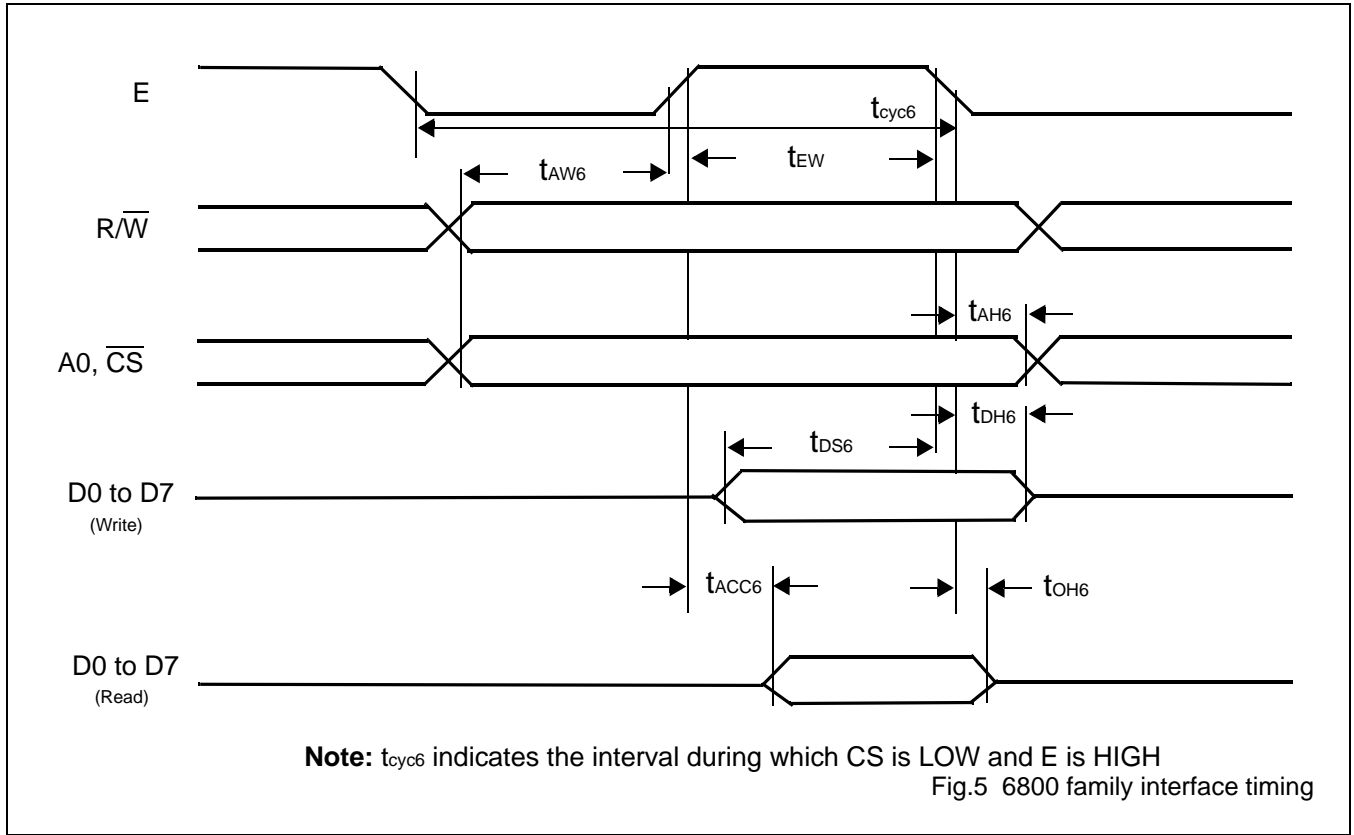 E
tcyc6
tAW6
tEW
R/W̅
tAH6
A0, C̅S̅
tDH6
tDS6
D0 to D7
(Write)
tACC6
tOH6
D0 to D7
(Read)
Note: tcyc6 indicates the interval during which CS is LOW and E is HIGH
Fig.5 6800 family interface timing